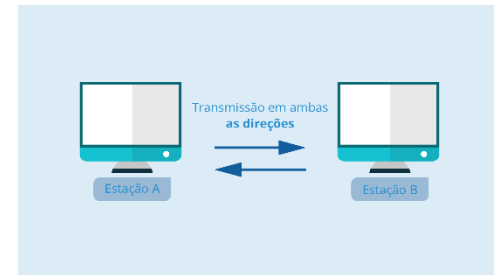 Transmissão em ambas
as direções
Estação A
Estação B